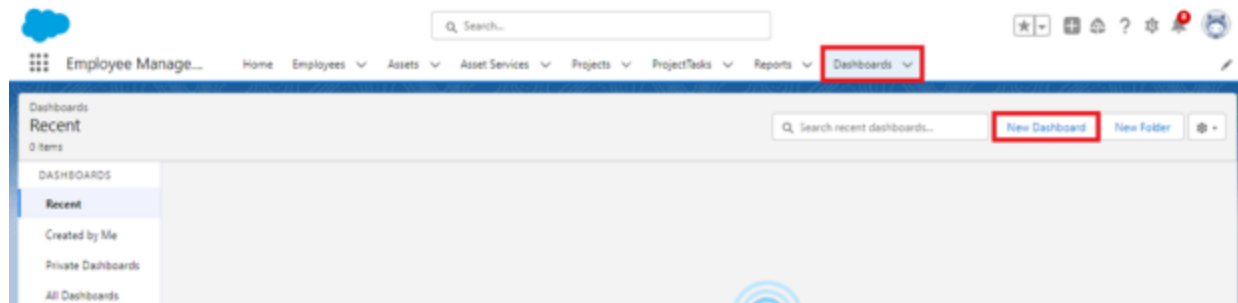 Search...
8
Employee Manage... Home Employees Assets Asset Services Projects ProjectTasks Reports Dashboards
Dashboards
Recent
0 items
Search recent dashboards... New Dashboard New Folder
DASHBOARDS
Recent
Created by Me
Private Dashboards
All Dashboards